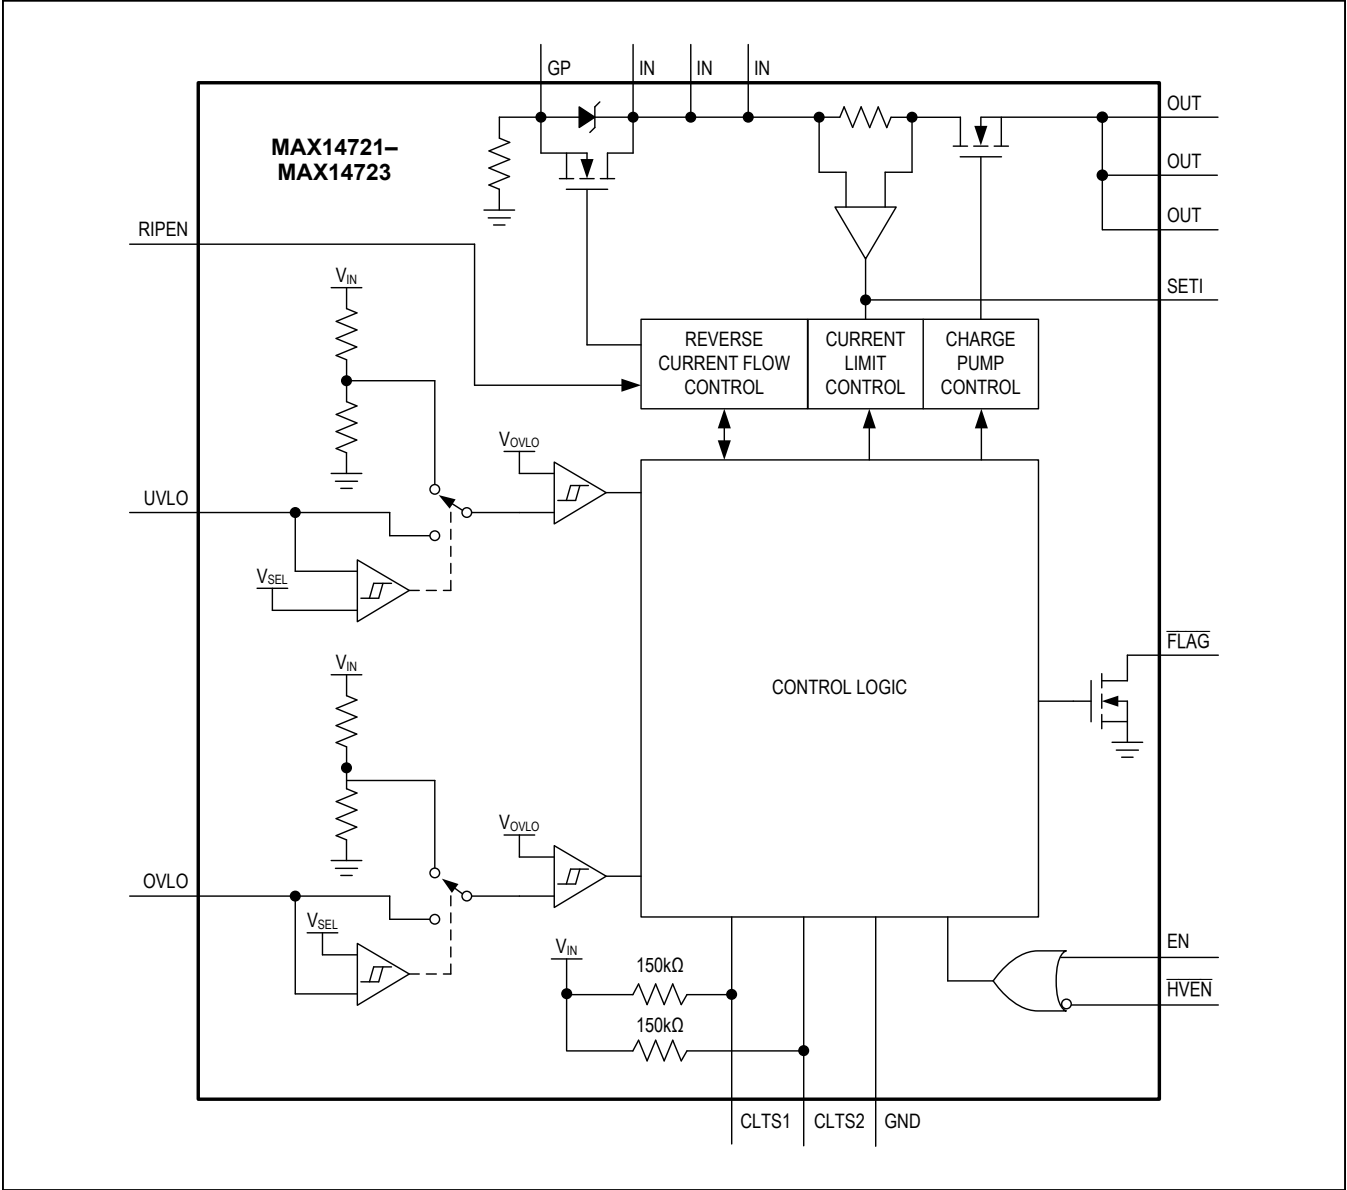 GP
IN
IN
IN
MAX14721–
MAX14723
OUT
OUT
OUT
RIPEN
VIN
SETI
REVERSE
CURRENT FLOW
CONTROL
CURRENT
LIMIT
CONTROL
CHARGE
PUMP
CONTROL
VOVLO
UVLO
VSEL
FLAG
VIN
CONTROL LOGIC
VOVLO
OVLO
VSEL
VIN
150kΩ
150kΩ
EN
HVEN
CLTS1
CLTS2
GND